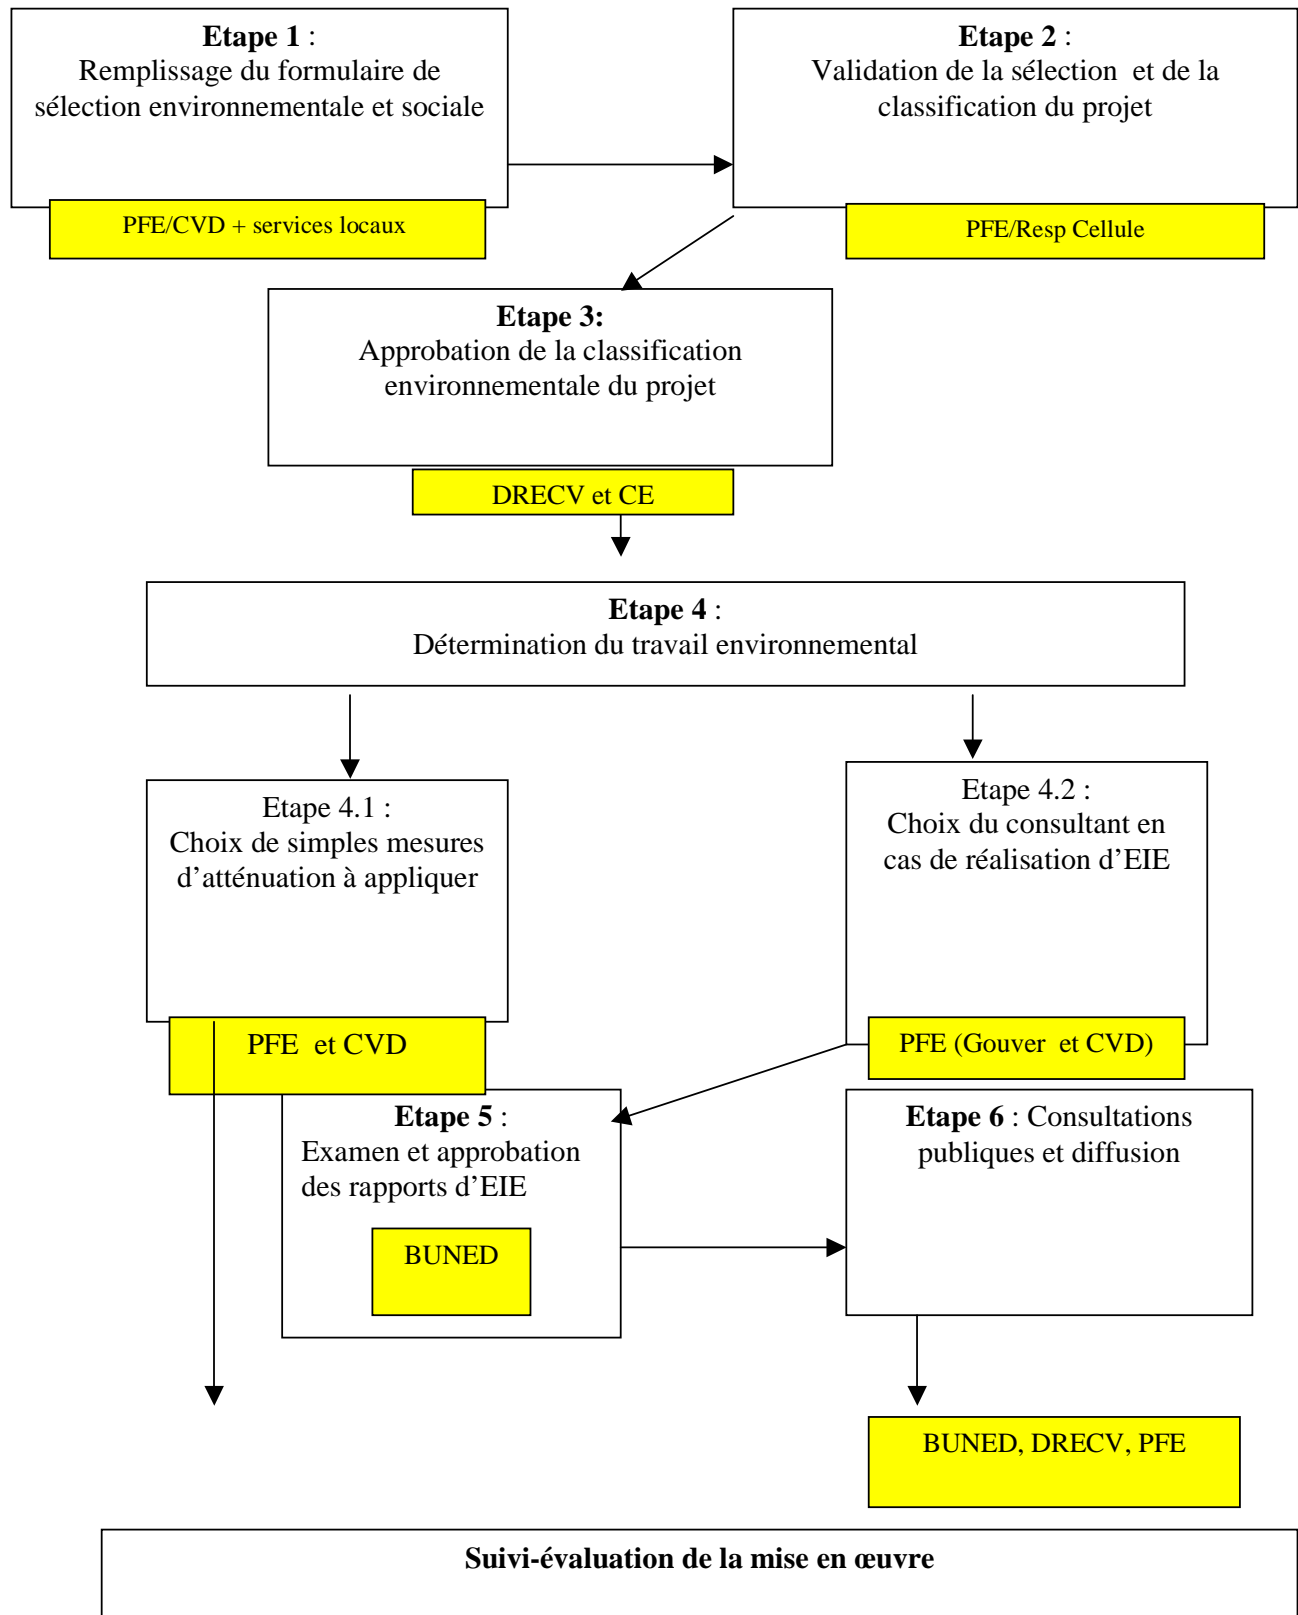 Etape 1 :
Remplissage du formulaire de
sélection environnementale et sociale
PFE/CVD + services locaux
Etape 2 :
Validation de la sélection et de la
classification du projet
PFE/Resp Cellule
Etape 3:
Approbation de la classification
environnementale du projet
DRECV et CE
Etape 4 :
Détermination du travail environnemental
Etape 4.1 :
Choix de simples mesures
d’atténuation à appliquer
PFE et CVD
Etape 4.2 :
Choix du consultant en
cas de réalisation d’EIE
PFE (Gouver et CVD)
Etape 5 :
Examen et approbation
des rapports d’EIE
BUNED
Etape 6 : Consultations
publiques et diffusion
BUNED, DRECV, PFE
Suivi-évaluation de la mise en œuvre